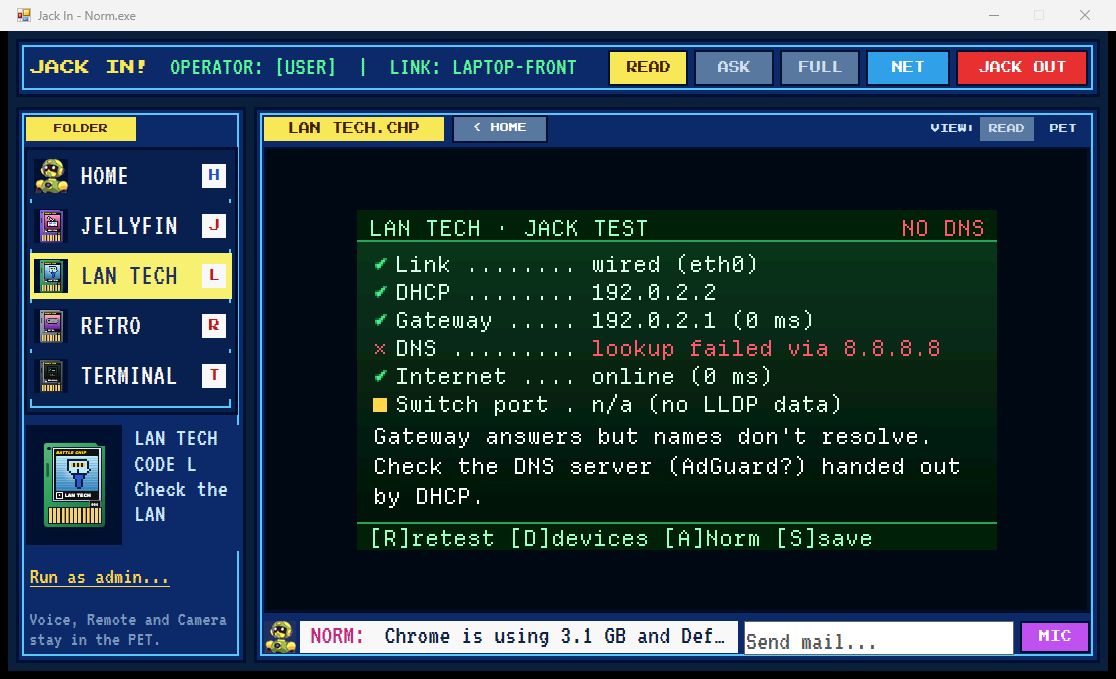 Jack In - Norm.exe
JACK IN!
OPERATOR: [USER] | LINK: LAPTOP-FRONT
READ
ASK
FULL
NET
JACK OUT
FOLDER
HOME H
JELLYFIN J
LAN TECH L
RETRO R
TERMINAL T
LAN TECH
CODE L
Check the
LAN
BATTLE CHIP
LAN TECH
Run as admin...
Voice, Remote and Camera
stay in the PET.
LAN TECH.CHP
< HOME
VIEW:
READ
PET
LAN TECH · JACK TEST NO DNS
✓ Link ........ wired (eth0)
✓ DHCP ........ 192.0.2.2
✓ Gateway ..... 192.0.2.1 (0 ms)
× DNS ......... lookup failed via 8.8.8.8
✓ Internet .... online (0 ms)
■ Switch port . n/a (no LLDP data)
Gateway answers but names don't resolve.
Check the DNS server (AdGuard?) handed out
by DHCP.
[R]retest [D]devices [A]Norm [S]save
NORM: Chrome is using 3.1 GB and Def…
Send mail...
MIC